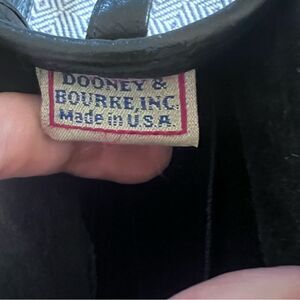 DOONEY &
BOURKE, INC.
Made in U.S.A.